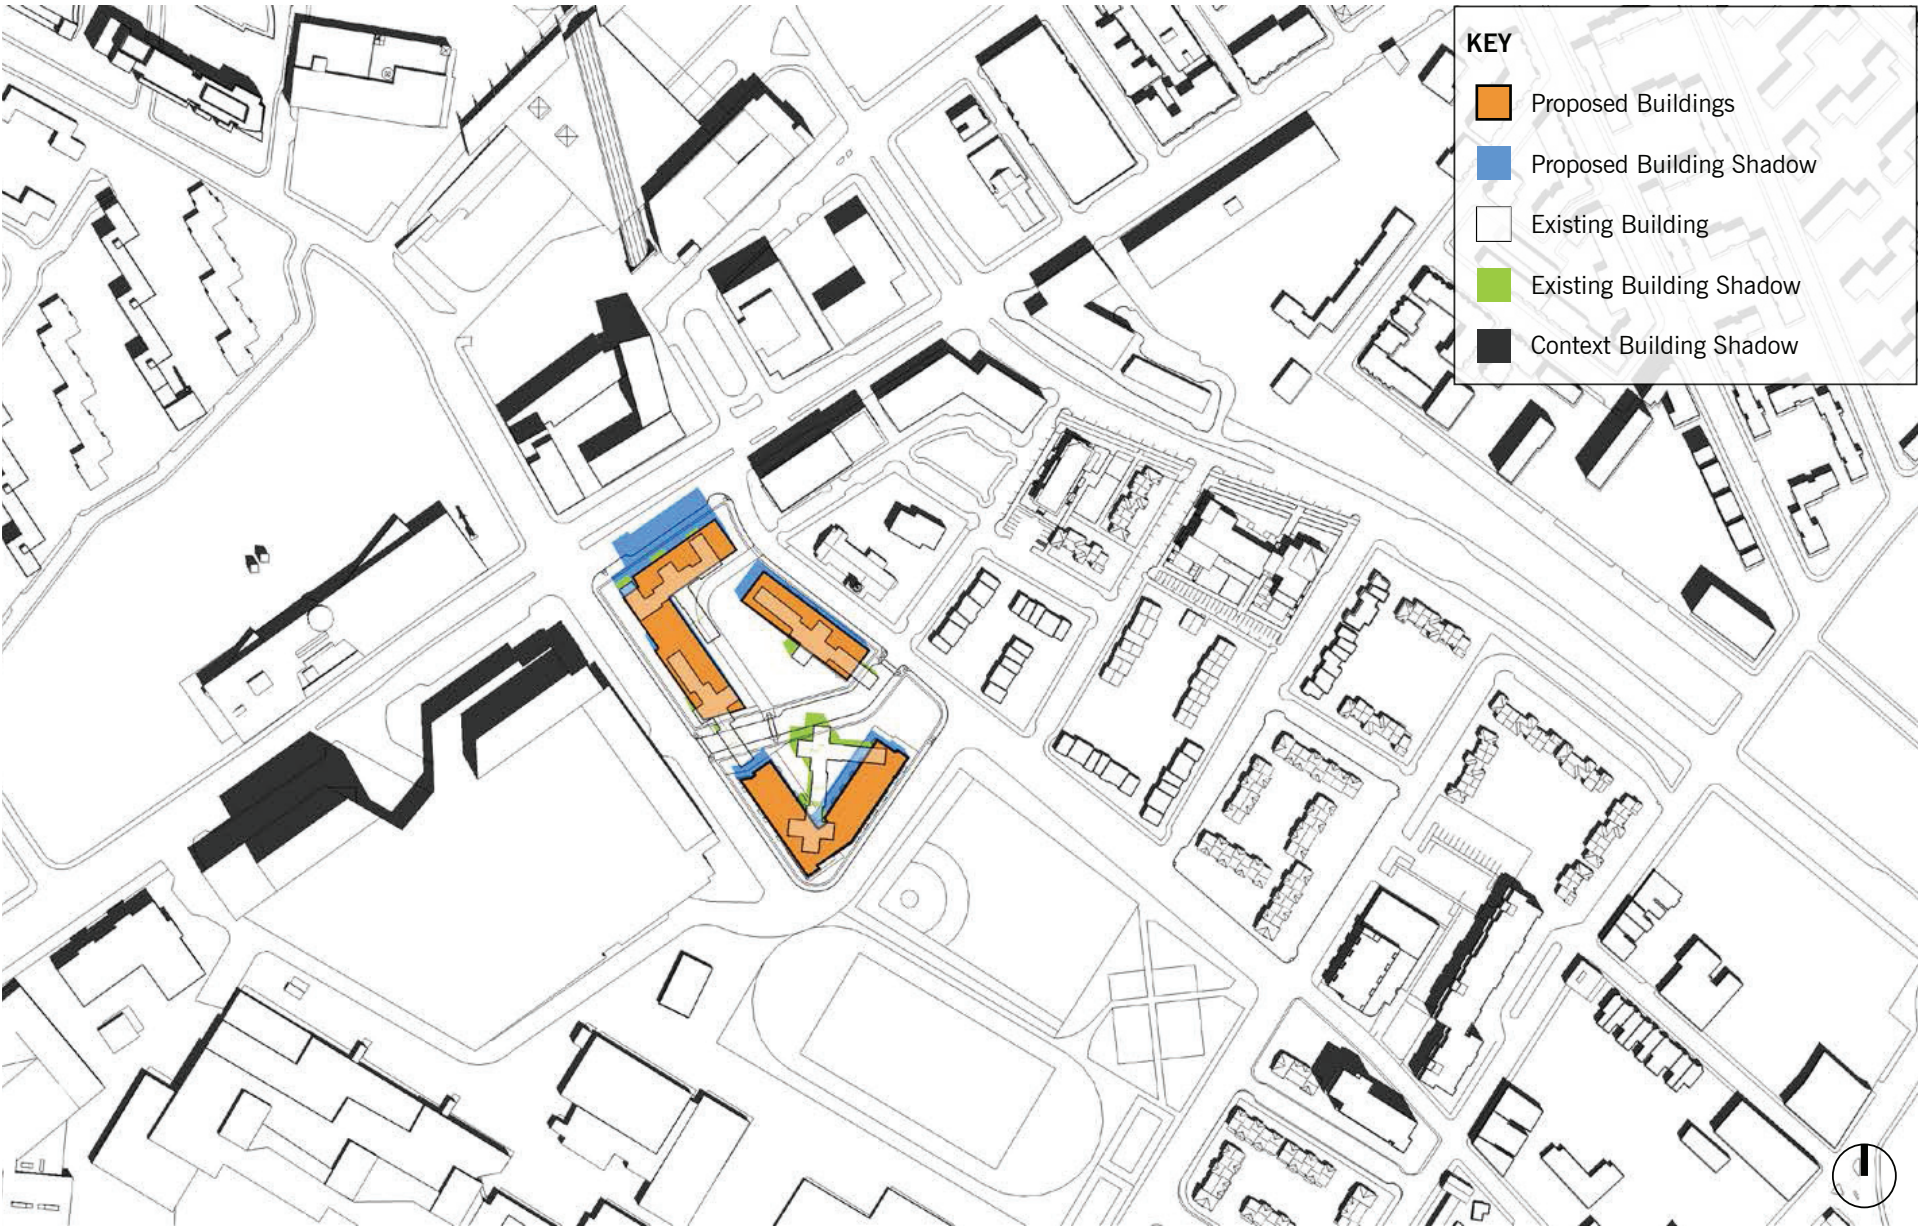 KEY
Proposed Buildings
Proposed Building Shadow
Existing Building
Existing Building Shadow
Context Building Shadow